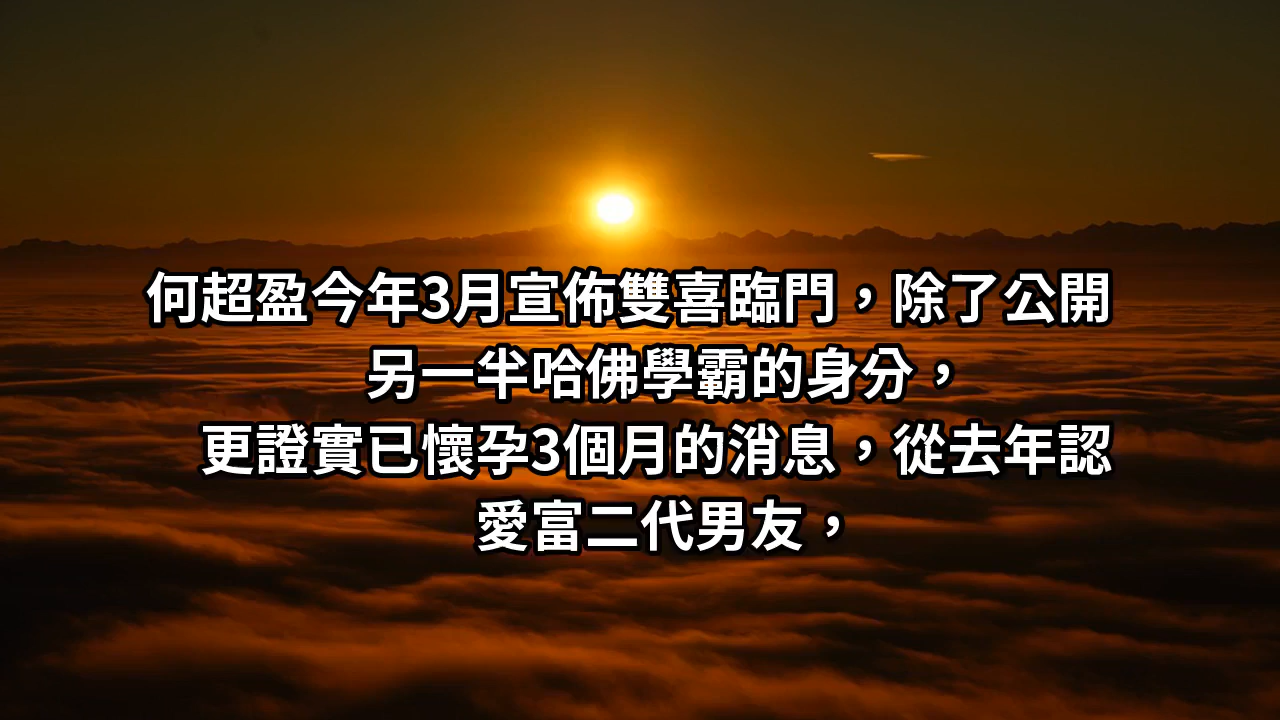 何超盈今年3月宣佈雙喜臨門，除了公開
另一半哈佛學霸的身分，
更證實已懷孕3個月的消息，從去年認
愛富二代男友，